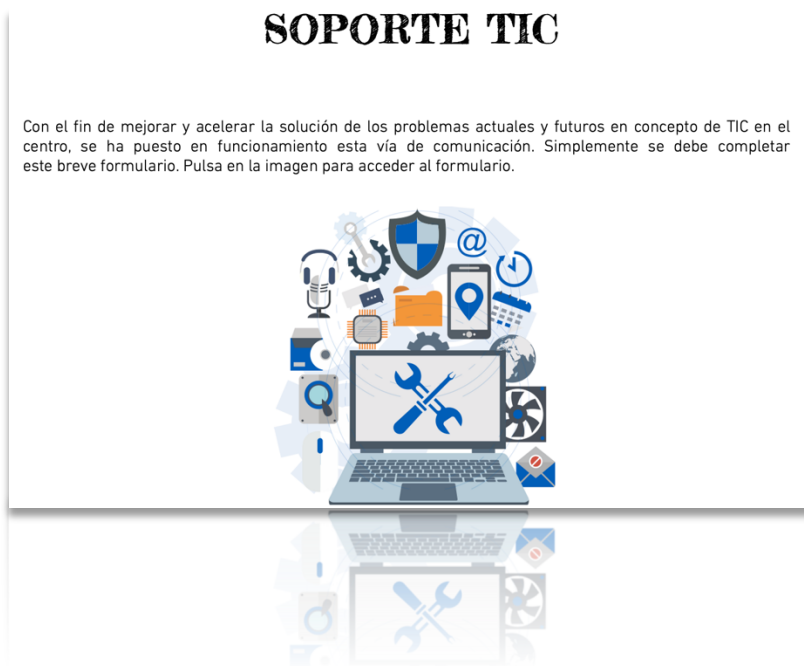 SOPORTE TIC
Con el fin de mejorar y acelerar la solución de los problemas actuales y futuros en concepto de TIC en el
centro, se ha puesto en funcionamiento esta vía de comunicación. Simplemente se debe completar
este breve formulario. Pulsa en la imagen para acceder al formulario.
@